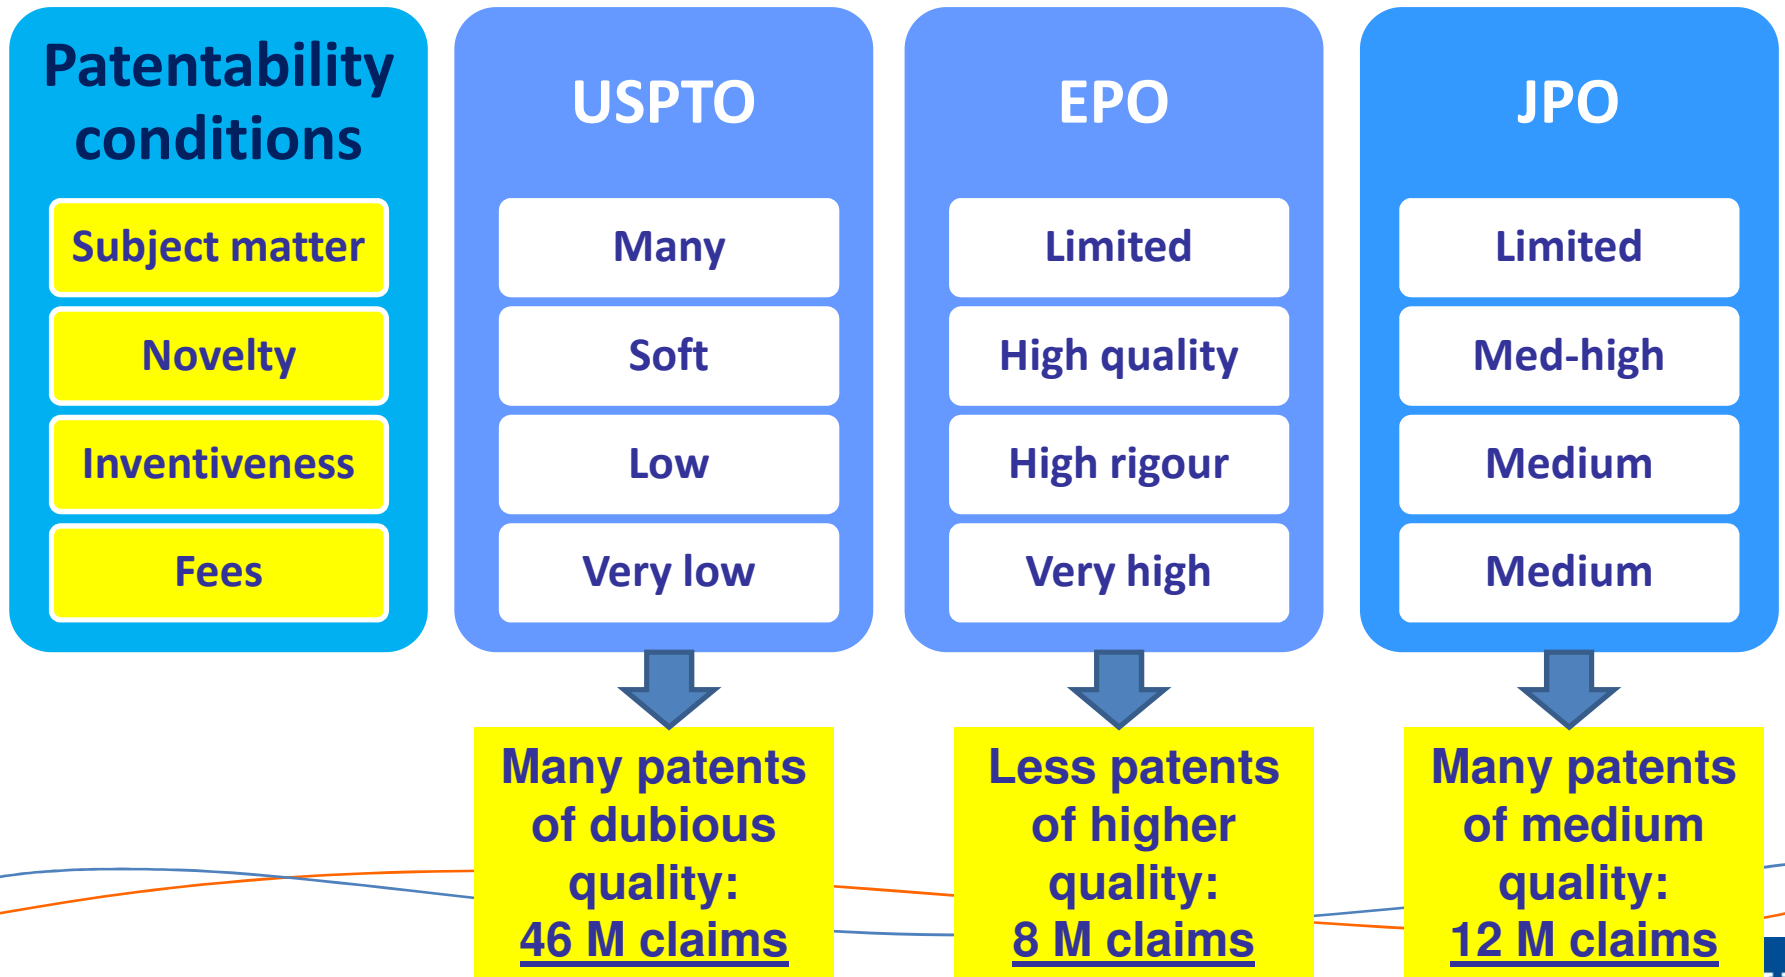 Patentability
conditions
Subject matter
Novelty
Inventiveness
Fees
USPTO
Many
Soft
Low
Very low
EPO
Limited
High quality
High rigour
Very high
JPO
Limited
Med-high
Medium
Medium
Many patents
of dubious
quality:
46 M claims
Less patents
of higher
quality:
8 M claims
Many patents
of medium
quality:
12 M claims